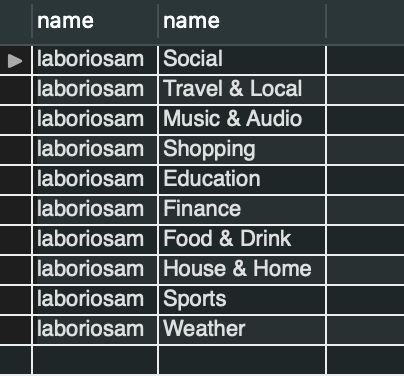 name name
laboriosam Social
laboriosam Travel & Local
laboriosam Music & Audio
laboriosam Shopping
laboriosam Education
laboriosam Finance
laboriosam Food & Drink
laboriosam House & Home
laboriosam Sports
laboriosam Weather